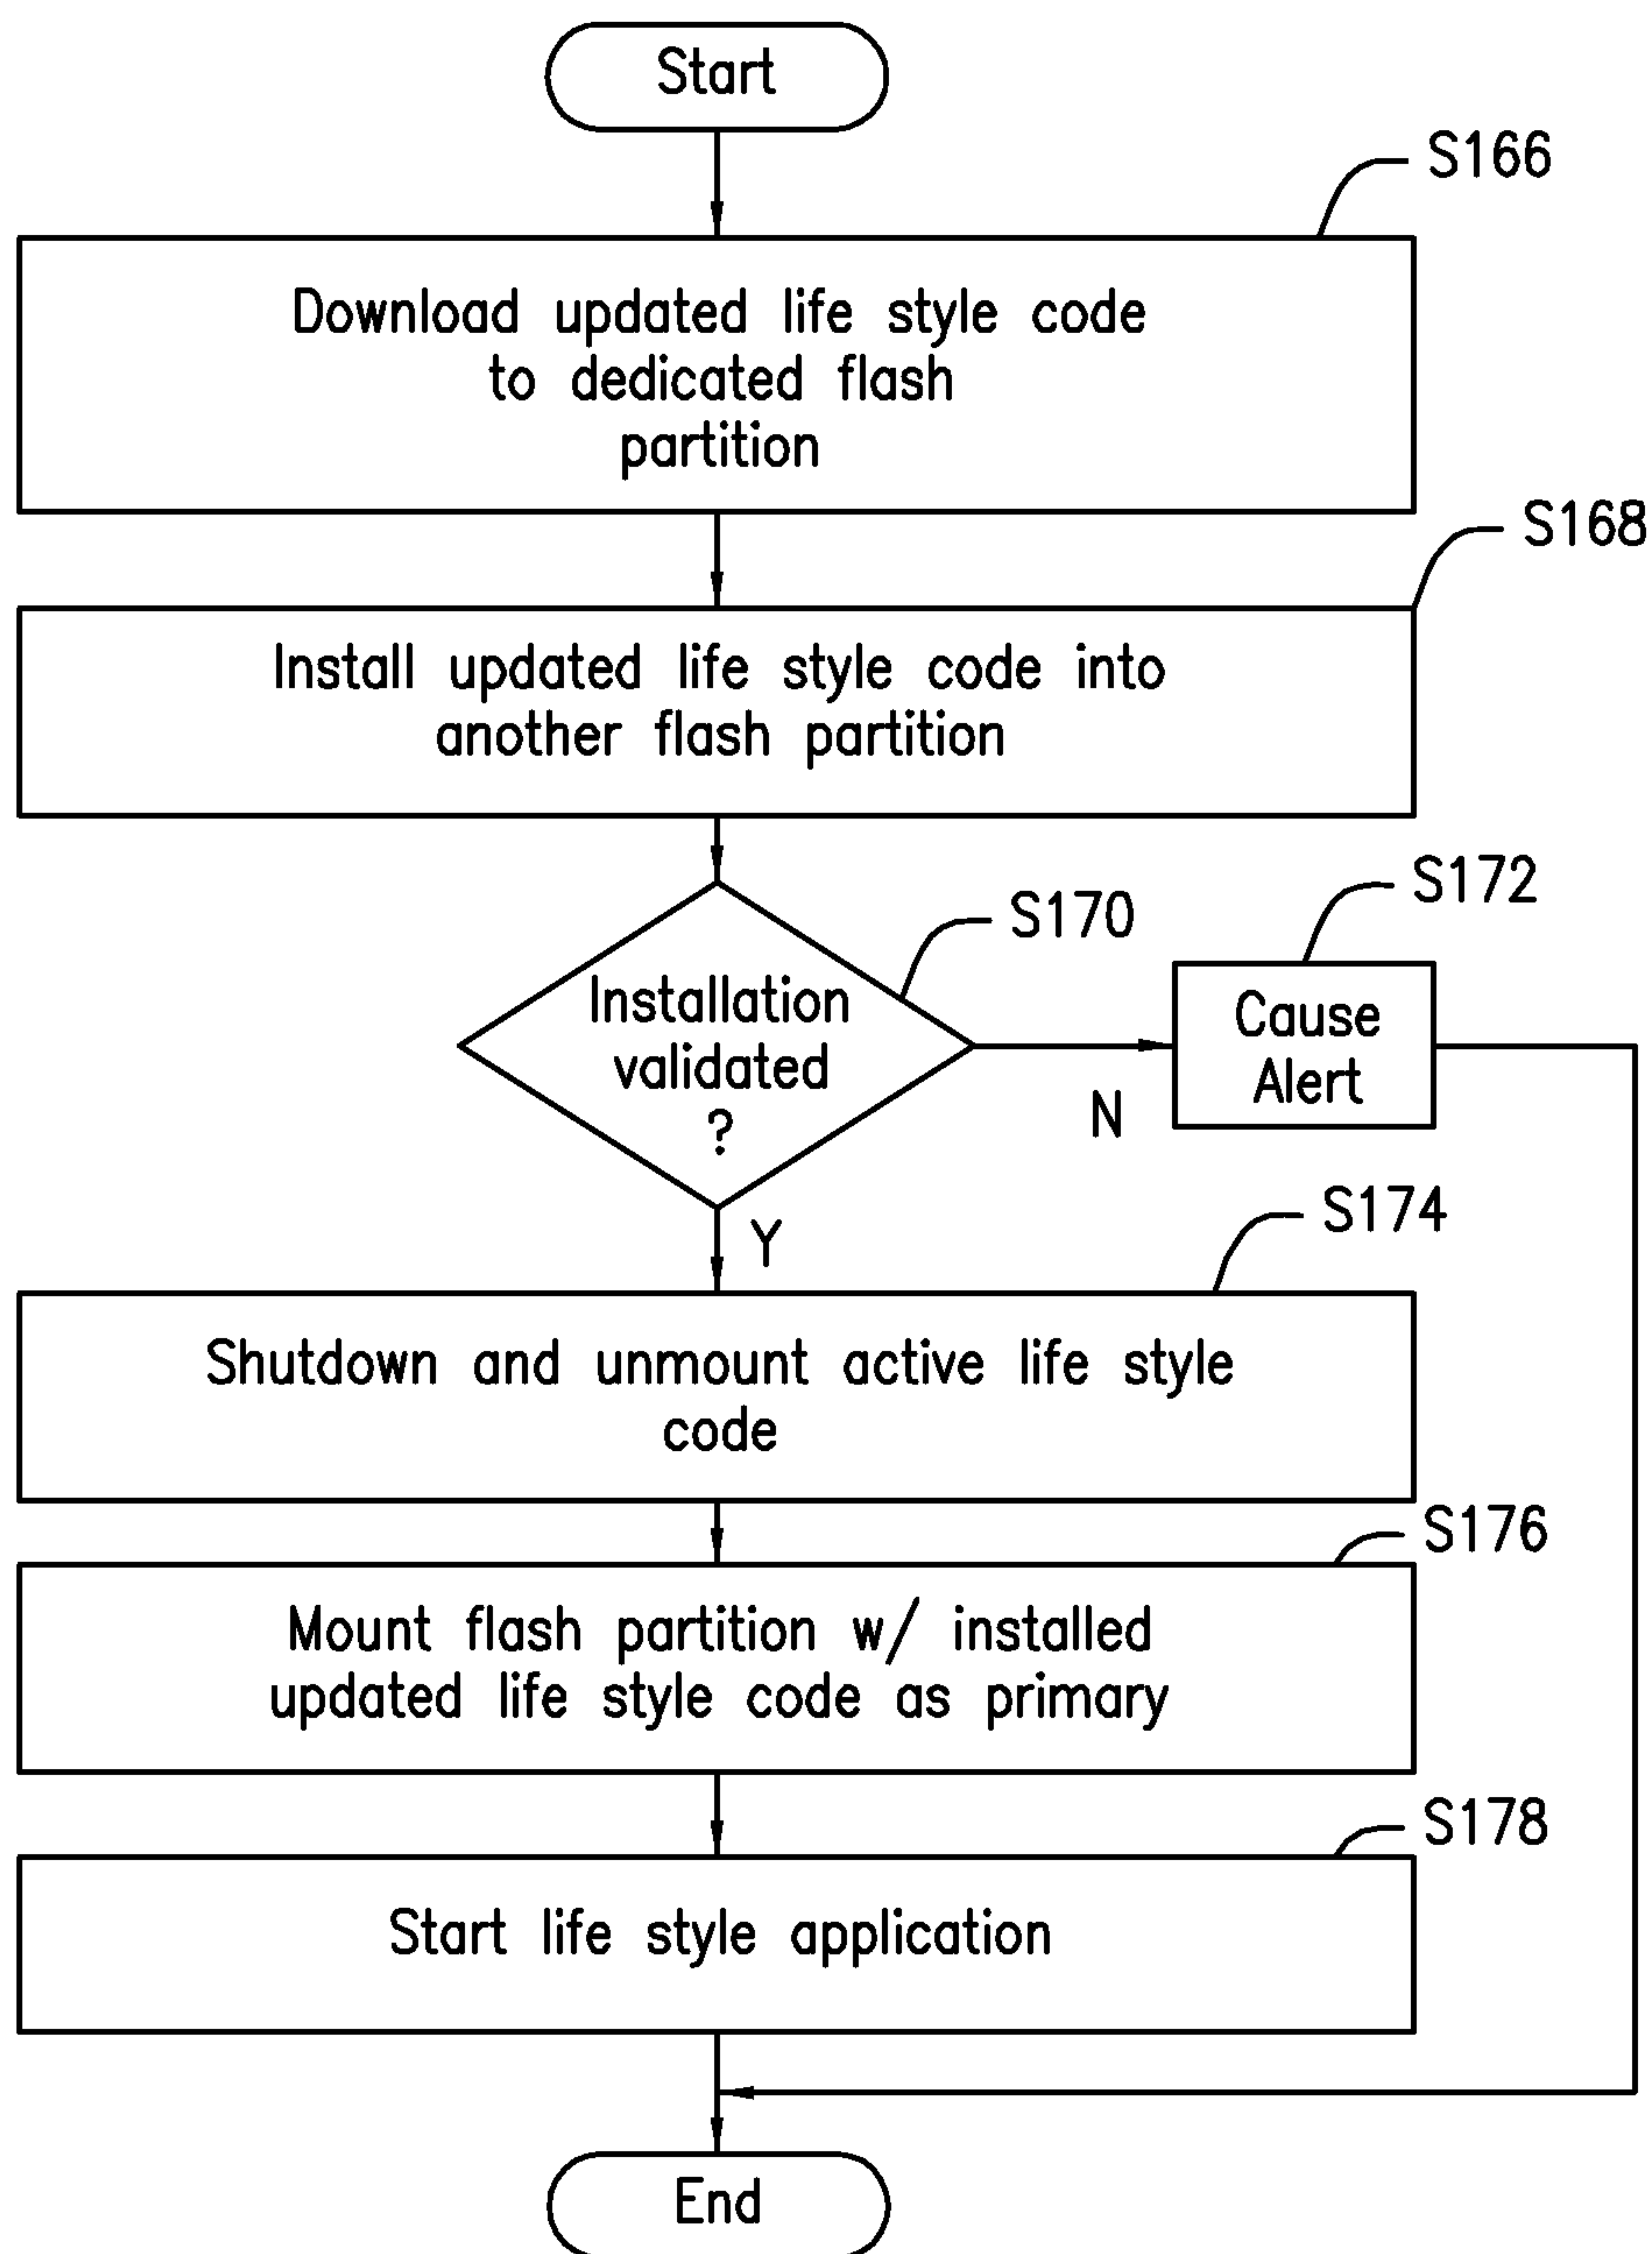 Start
S166
Download updated life style code
to dedicated flash
partition
S168
Install updated life style code into
another flash partition
S170
Installation
validated
?
S172
Cause
Alert
N
Y
S174
Shutdown and unmount active life style
code
S176
Mount flash partition w/ installed
updated life style code as primary
S178
Start life style application
End